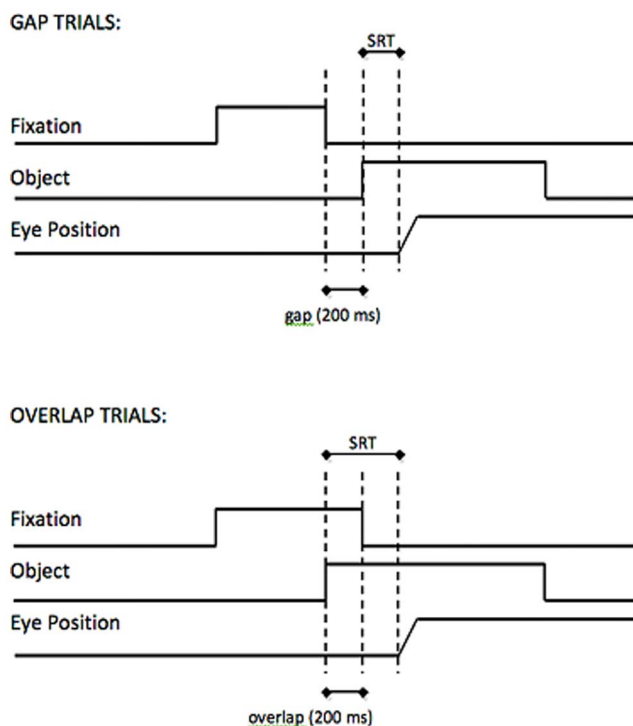 GAP TRIALS:
SRT
Fixation
Object
Eye Position
gap (200 ms)
OVERLAP TRIALS:
SRT
Fixation
Object
Eye Position
overlap (200 ms)